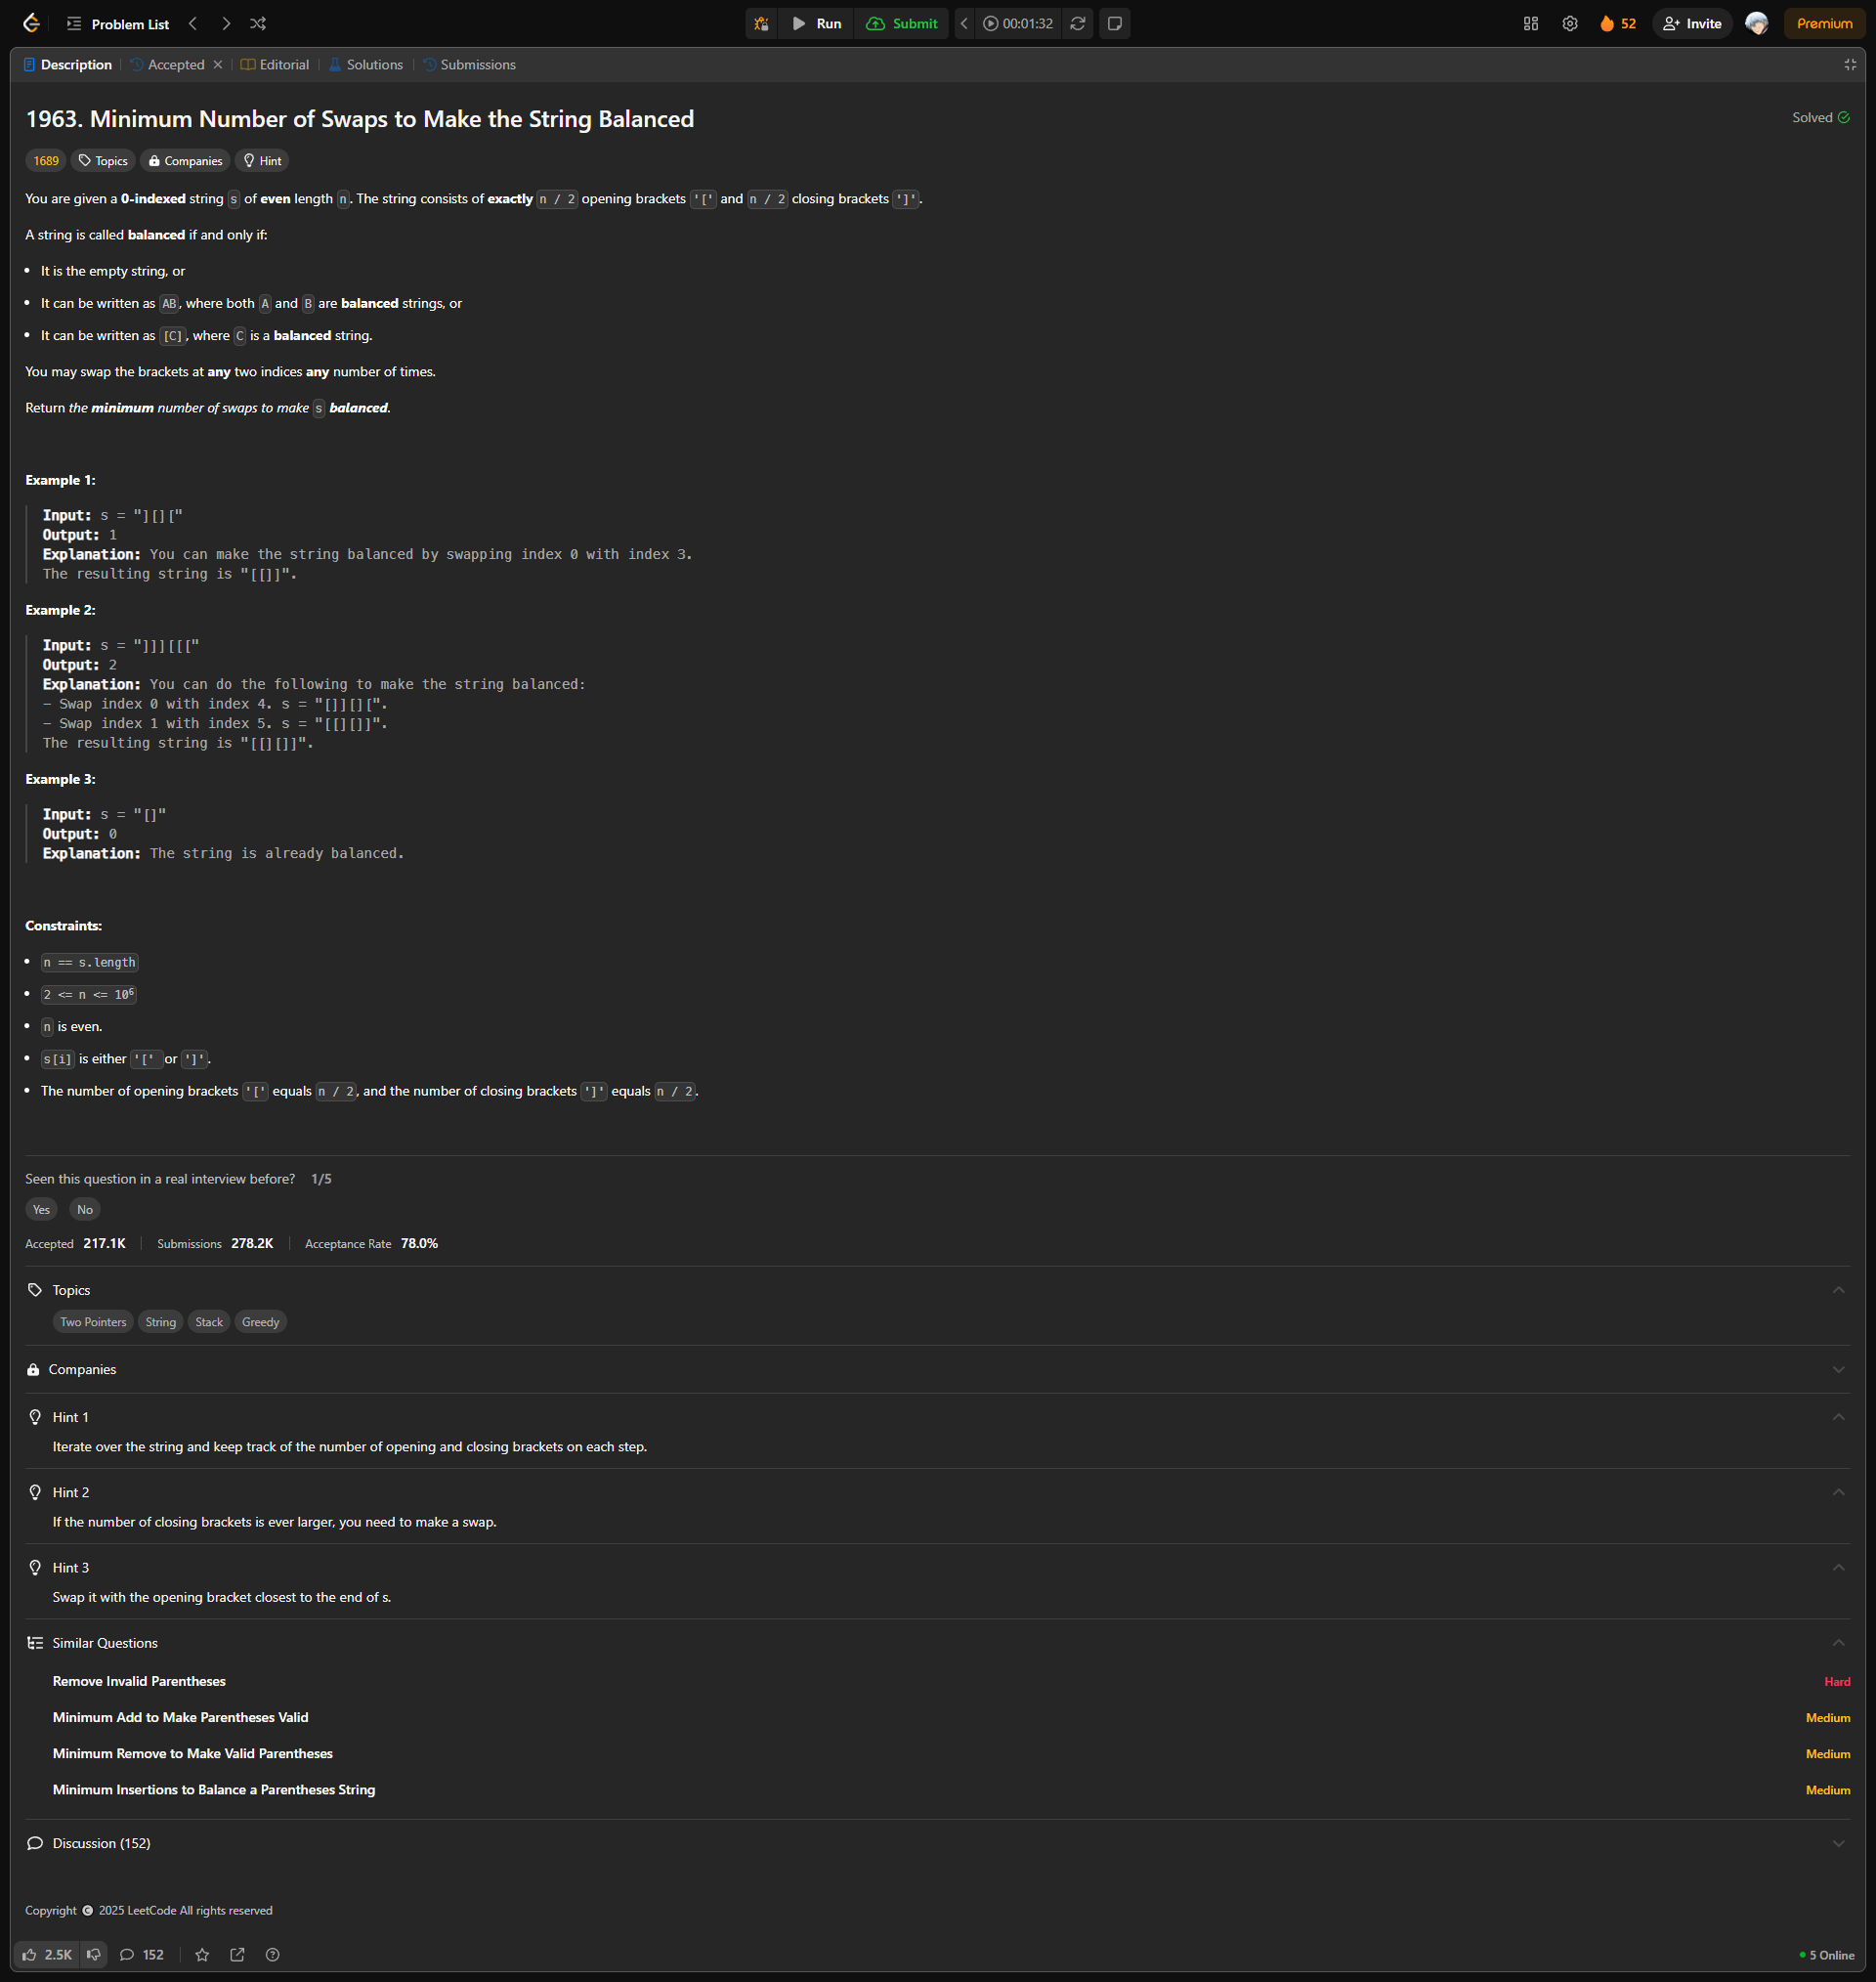 Problem List
Run
Submit
00:01:32
52
Invite
Premium
Description
Accepted
Editorial
Solutions
Submissions
1963. Minimum Number of Swaps to Make the String Balanced
Solved
1689 Topics Companies Hint
You are given a 0-indexed string s of even length n. The string consists of exactly n / 2 opening brackets '[' and n / 2 closing brackets ']'.
A string is called balanced if and only if:
• It is the empty string, or
• It can be written as AB, where both A and B are balanced strings, or
• It can be written as [C], where C is a balanced string.
You may swap the brackets at any two indices any number of times.
Return the minimum number of swaps to make s balanced.
Example 1:
Input: s = "][]["
Output: 1
Explanation: You can make the string balanced by swapping index 0 with index 3.
The resulting string is "[[]]".
Example 2:
Input: s = "]]][[["
Output: 2
Explanation: You can do the following to make the string balanced:
- Swap index 0 with index 4. s = "[]][][".
- Swap index 1 with index 5. s = "[[][]]".
The resulting string is "[[][]]".
Example 3:
Input: s = "[]"
Output: 0
Explanation: The string is already balanced.
Constraints:
• n == s.length
• 2 <= n <= 10⁶
• n is even.
• s[i] is either '[' or ']'.
• The number of opening brackets '[' equals n / 2, and the number of closing brackets ']' equals n / 2.
Seen this question in a real interview before? 1/5
Yes No
Accepted 217.1K Submissions 278.2K Acceptance Rate 78.0%
Topics
Two Pointers String Stack Greedy
Companies
Hint 1
Iterate over the string and keep track of the number of opening and closing brackets on each step.
Hint 2
If the number of closing brackets is ever larger, you need to make a swap.
Hint 3
Swap it with the opening bracket closest to the end of s.
Similar Questions
Remove Invalid Parentheses Hard
Minimum Add to Make Parentheses Valid Medium
Minimum Remove to Make Valid Parentheses Medium
Minimum Insertions to Balance a Parentheses String Medium
Discussion (152)
Copyright © 2025 LeetCode All rights reserved
2.5K 152
5 Online